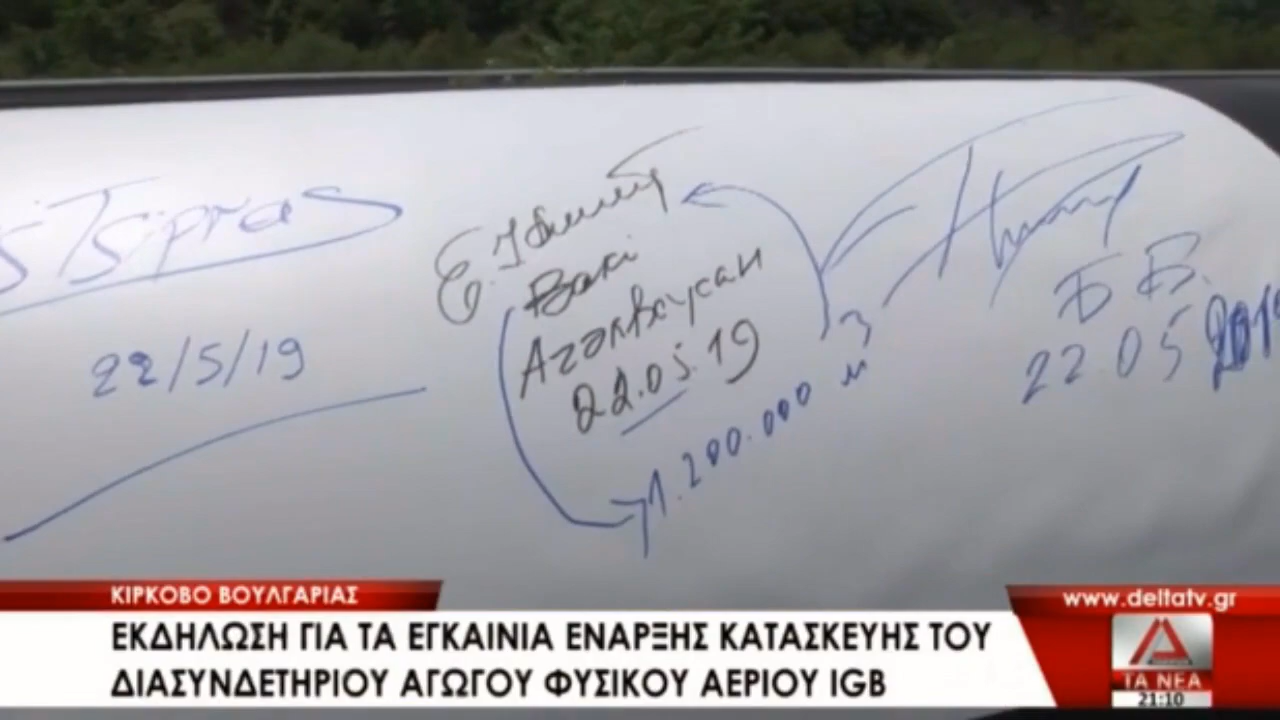 Tsipras
22/5/19
Baki
22.05.19
1.200.000 м3
Б В.
22 05 2019
ΚΙΡΚΟΒΟ ΒΟΥΛΓΑΡΙΑΣ
ΕΚΔΗΛΩΣΗ ΓΙΑ ΤΑ ΕΓΚΑΙΝΙΑ ΕΝΑΡΞΗΣ ΚΑΤΑΣΚΕΥΗΣ ΤΟΥ
ΔΙΑΣΥΝΔΕΤΗΡΙΟΥ ΑΓΩΓΟΥ ΦΥΣΙΚΟΥ ΑΕΡΙΟΥ IGB
www.deltatv.gr
ΤΑ ΝΕΑ
21:10